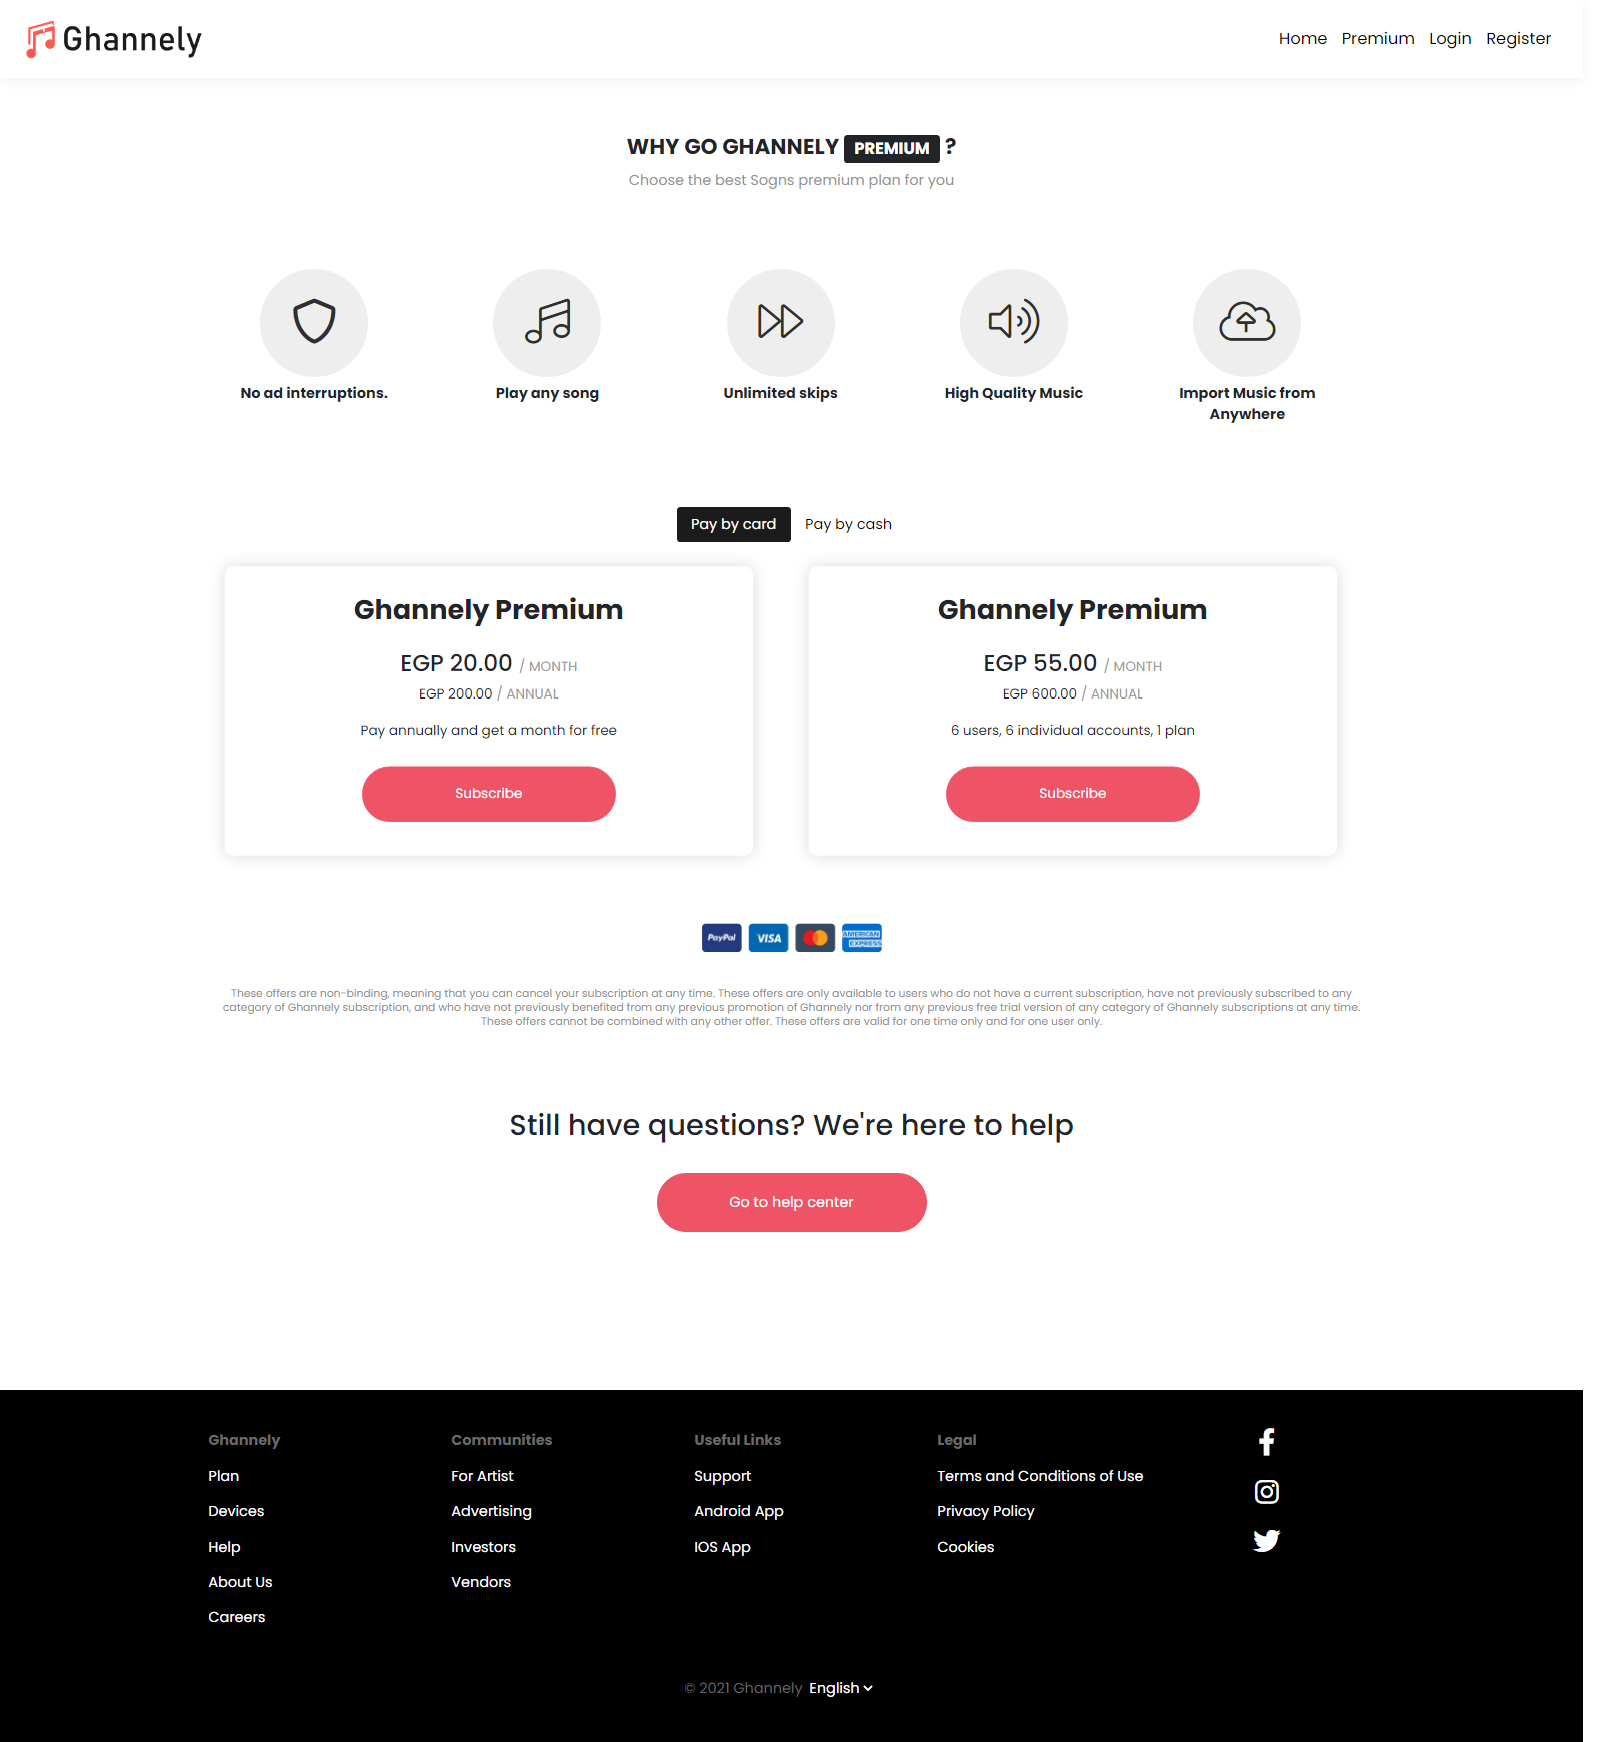 Ghannely
Home Premium Login Register
WHY GO GHANNELY PREMIUM ?
Choose the best Sogns premium plan for you
No ad interruptions.
Play any song
Unlimited skips
High Quality Music
Import Music from
Anywhere
Pay by card Pay by cash
Ghannely Premium
EGP 20.00 / MONTH
EGP 200.00 / ANNUAL
Pay annually and get a month for free
Subscribe
Ghannely Premium
EGP 55.00 / MONTH
EGP 600.00 / ANNUAL
6 users, 6 individual accounts, 1 plan
Subscribe
PayPal VISA AMERICAN EXPRESS
These offers are non-binding, meaning that you can cancel your subscription at any time. These offers are only available to users who do not have a current subscription, have not previously subscribed to any
category of Ghannely subscription, and who have not previously benefited from any previous promotion of Ghannely nor from any previous free trial version of any category of Ghannely subscriptions at any time.
These offers cannot be combined with any other offer. These offers are valid for one time only and for one user only.
Still have questions? We're here to help
Go to help center
Ghannely
Plan
Devices
Help
About Us
Careers
Communities
For Artist
Advertising
Investors
Vendors
Useful Links
Support
Android App
IOS App
Legal
Terms and Conditions of Use
Privacy Policy
Cookies
© 2021 Ghannely English